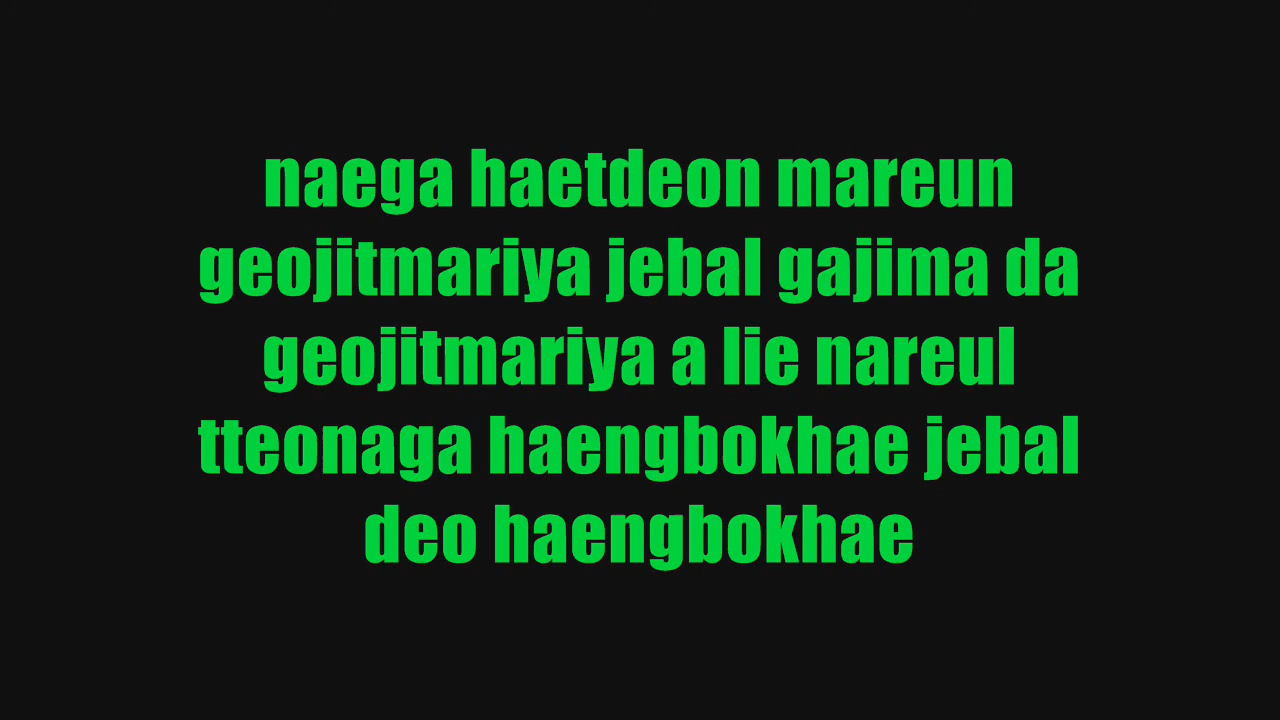 naega haetdeon mareun
geojitmariya jebal gajima da
geojitmariya a lie nareul
tteonaga haengbokhae jebal
deo haengbokhae